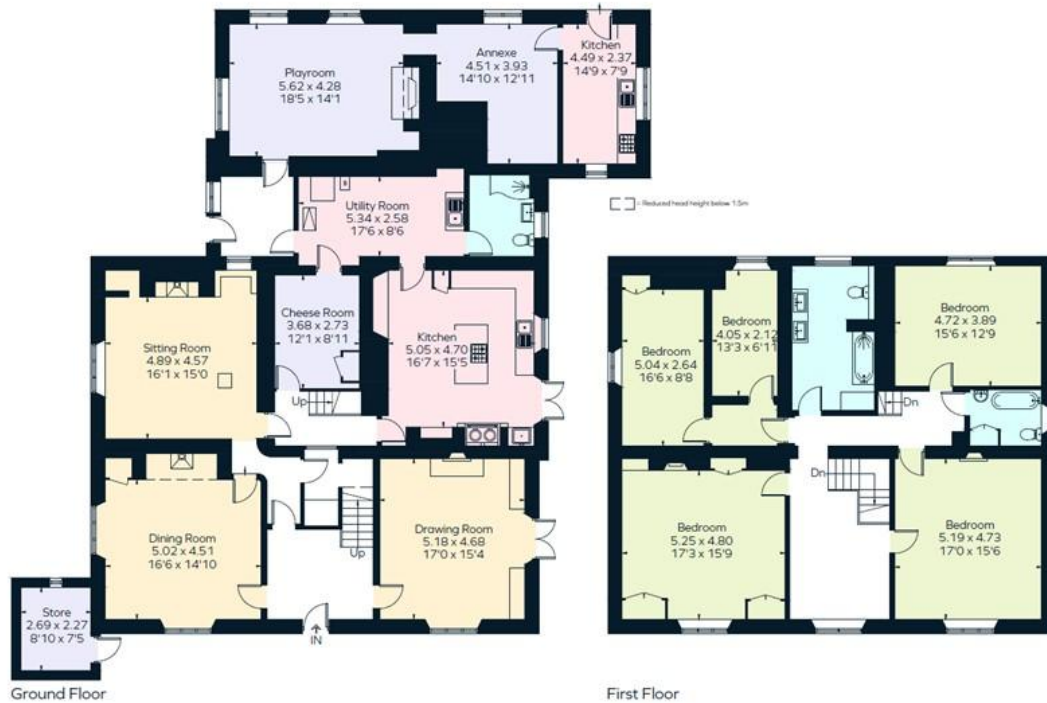 Playroom
5.62 x 4.28
18'5 x 14'1
Annexe
4.51 x 3.93
14'10 x 12'11
Kitchen
4.49 x 2.37
14'9 x 7'9
Utility Room
5.34 x 2.58
17'6 x 8'6
= Reduced head height below 1.5m
Sitting Room
4.89 x 4.57
16'1 x 15'0
Cheese Room
3.68 x 2.73
12'1 x 8'11
Up
Kitchen
5.05 x 4.70
16'7 x 15'5
Dining Room
5.02 x 4.51
16'6 x 14'10
Up
Drawing Room
5.18 x 4.68
17'0 x 15'4
Store
2.69 x 2.27
8'10 x 7'5
IN
Ground Floor
Bedroom
5.04 x 2.64
16'6 x 8'8
Bedroom
4.05 x 2.12
13'3 x 6'11
Bedroom
4.72 x 3.89
15'6 x 12'9
Dn
Dn
Bedroom
5.25 x 4.80
17'3 x 15'9
Bedroom
5.19 x 4.73
17'0 x 15'6
First Floor